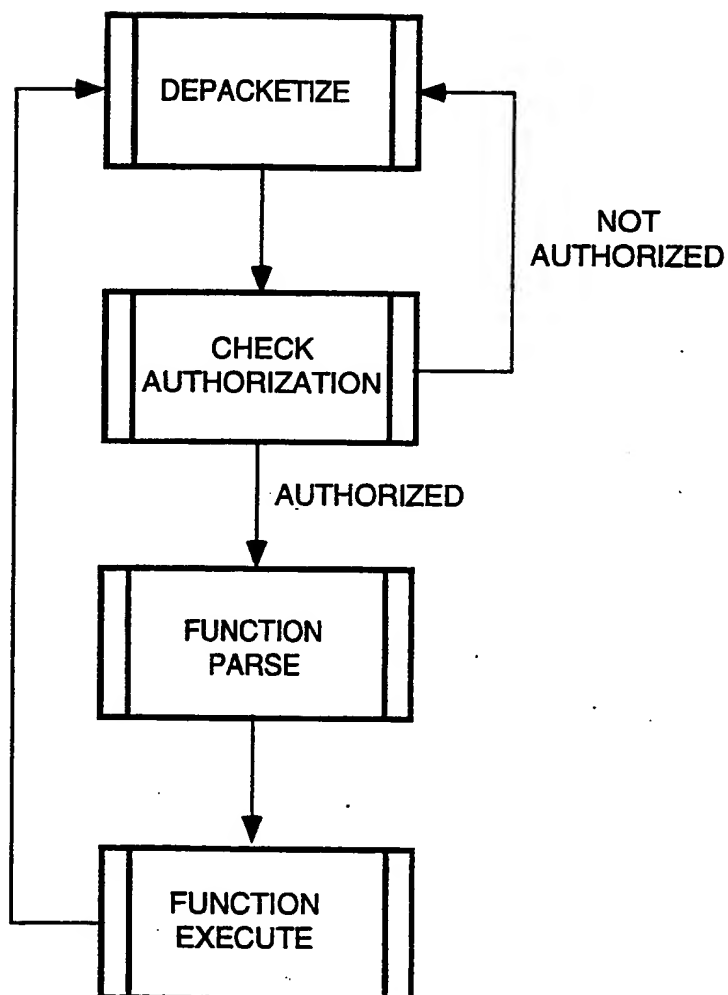 DEPACKETIZE
NOT
AUTHORIZED
CHECK
AUTHORIZATION
AUTHORIZED
FUNCTION
PARSE
FUNCTION
EXECUTE